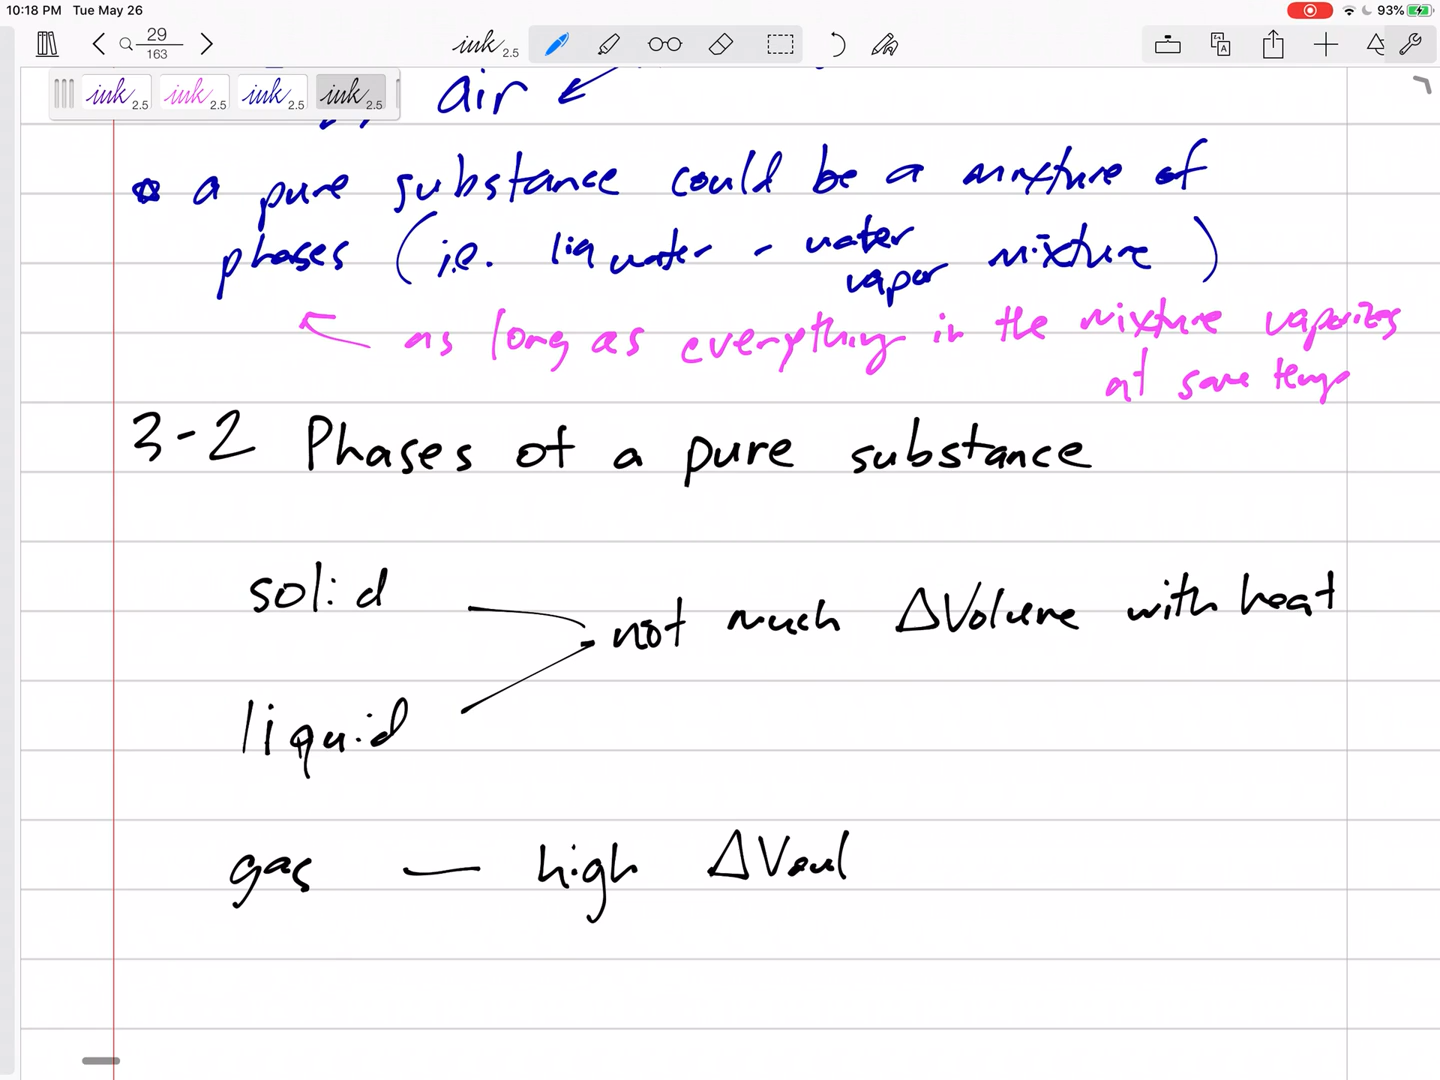 10:18 PM Tue May 26
93%
29
163
ink 2.5
ink 2.5 ink 2.5 ink 2.5 ink 2.5
air
a pure substance could be a mixture of
phases (i.e. liq water - water vapor mixture)
as long as everything in the mixture vaporizes
at same temp
3-2 Phases of a pure substance
solid
not much ΔVolume with heat
liquid
gas — high ΔVoul